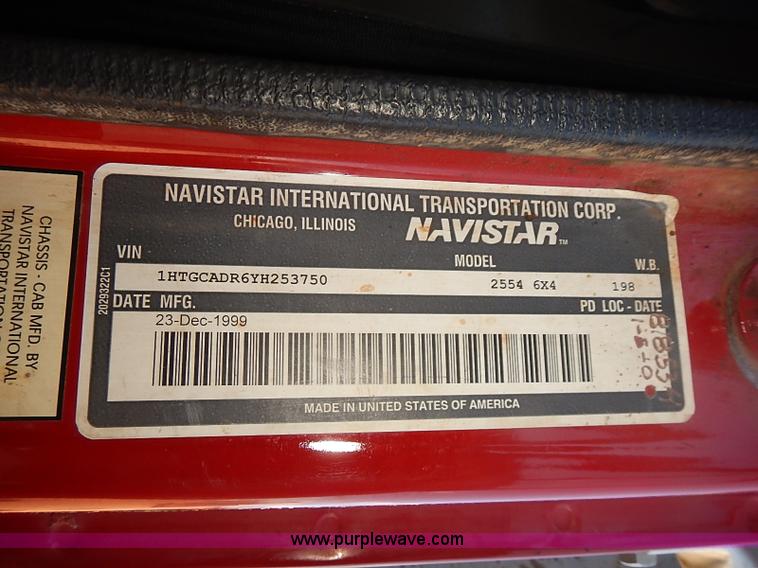 NAVISTAR INTERNATIONAL TRANSPORTATION CORP.
CHICAGO, ILLINOIS NAVISTAR TM
VIN MODEL W.B.
1HTGCADR6YH253750 2554 6X4 198
DATE MFG. PD LOC - DATE
23-Dec-1999
MADE IN UNITED STATES OF AMERICA
2029322C1
CHASSIS - CAB MFD. BY
NAVISTAR INTERNATIONAL
TRANSPORTATION
www.purplewave.com